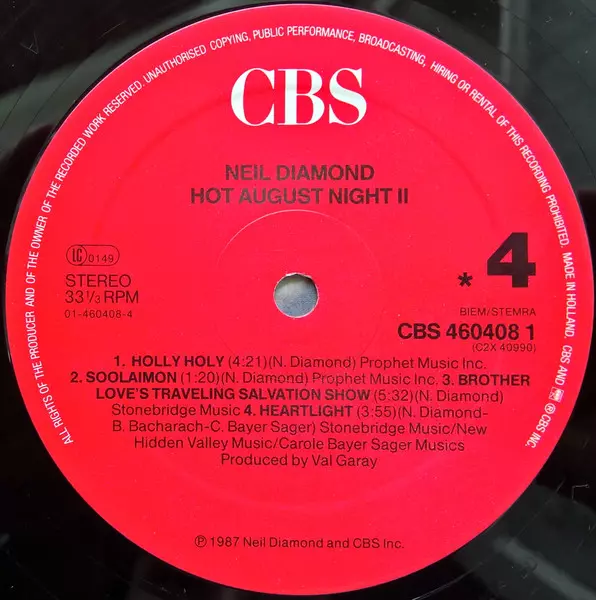 ALL RIGHTS OF THE PRODUCER AND OF THE OWNER OF THE RECORDED WORK RESERVED. UNAUTHORISED COPYING, PUBLIC PERFORMANCE, BROADCASTING, HIRING OR RENTAL OF THIS RECORDING PROHIBITED. MADE IN HOLLAND. CBS AND ℗ CBS INC.
CBS
NEIL DIAMOND
HOT AUGUST NIGHT II
LC 0149
STEREO
33 1/3 RPM
01-460408-4
* 4
BIEM/STEMRA
CBS 460408 1
(C2X 40990)
1. HOLLY HOLY (4:21)(N. Diamond) Prophet Music Inc.
2. SOOLAIMON (1:20)(N. Diamond) Prophet Music Inc. 3. BROTHER
LOVE'S TRAVELING SALVATION SHOW (5:32)(N. Diamond)
Stonebridge Music 4. HEARTLIGHT (3:55)(N. Diamond-
B. Bacharach-C. Bayer Sager) Stonebridge Music/New
Hidden Valley Music/Carole Bayer Sager Musics
Produced by Val Garay
℗ 1987 Neil Diamond and CBS Inc.